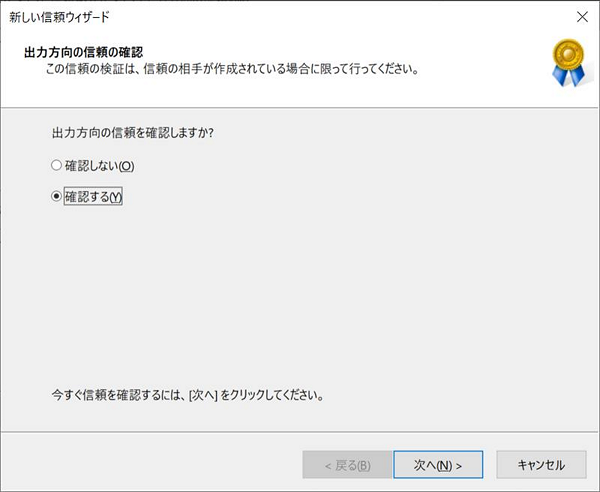 新しい信頼ウィザード
出力方向の信頼の確認
この信頼の検証は、信頼の相手が作成されている場合に限って行ってください。
出力方向の信頼を確認しますか?
確認しない(O)
確認する(Y)
今すぐ信頼を確認するには、[次へ] をクリックしてください。
< 戻る(B)
次へ(N) >
キャンセル